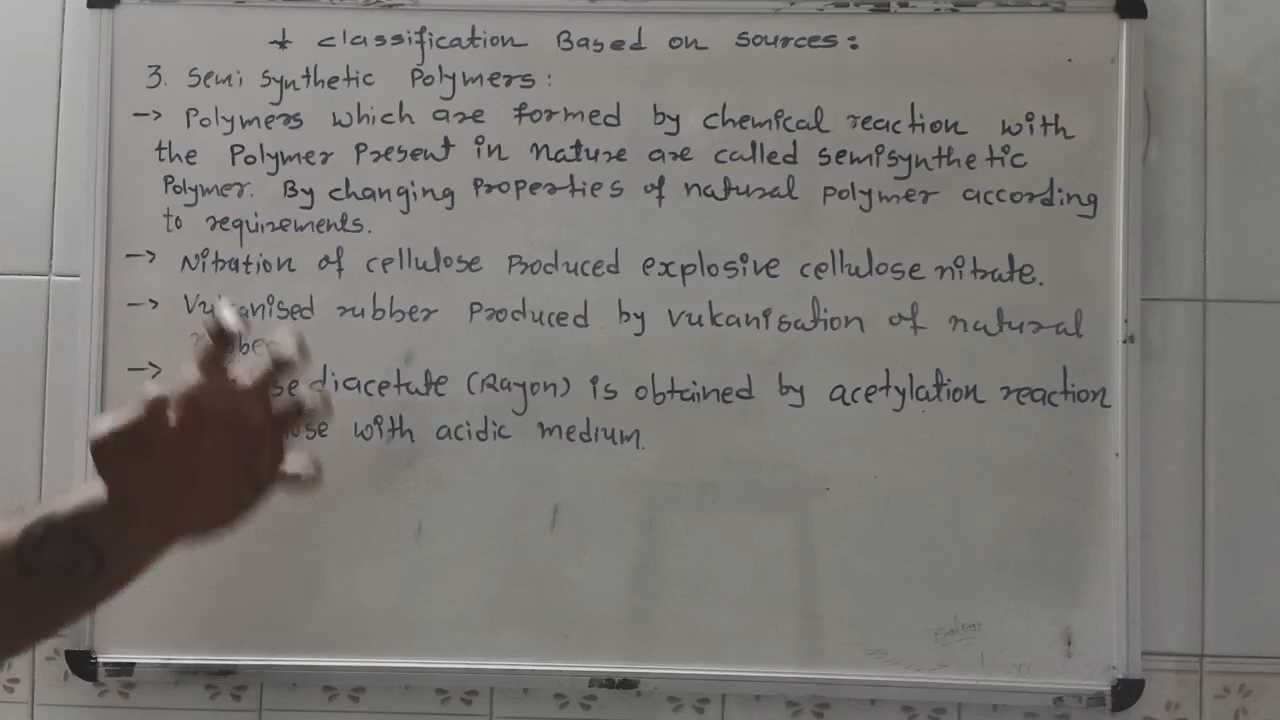 * classification Based on sources:
3. Semi synthetic Polymers:
-> Polymers which are formed by chemical reaction with
the Polymer Present in nature are called semisynthetic
Polymer. By changing properties of natural polymer according
to requirements.
-> Nitration of cellulose Produced explosive cellulose nitrate.
-> rubber Produced by Vukanisation of natural
-> diacetate (Rayon) is obtained by acetylation reaction
with acidic medium.